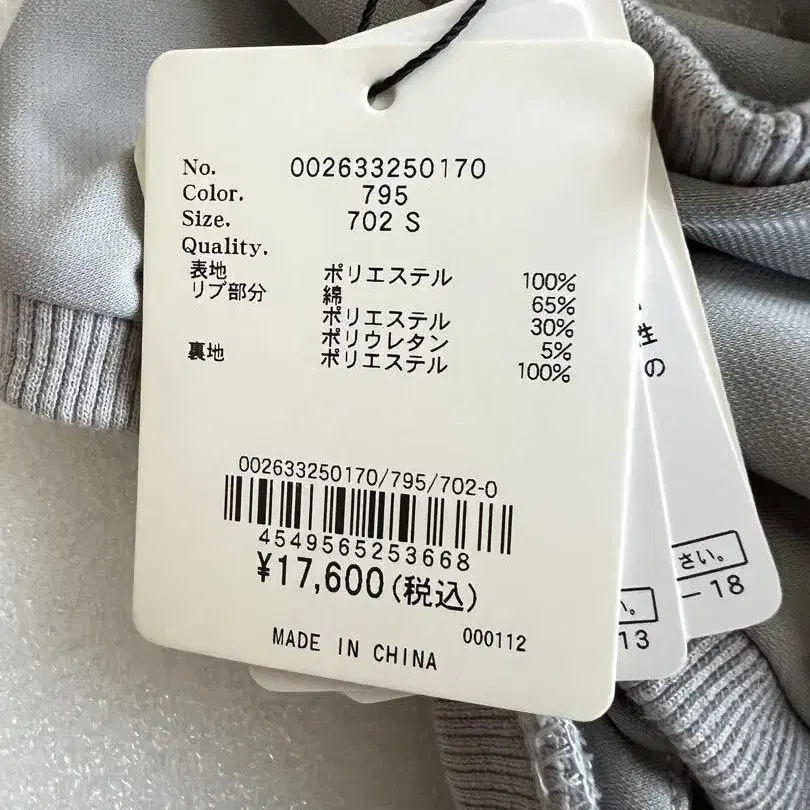 No. 002633250170
Color. 795
Size. 702 S
Quality.
表地 ポリエステル 100%
リブ部分 綿 65%
ポリエステル 30%
ポリウレタン 5%
裏地 ポリエステル 100%
002633250170/795/702-0
4549565253668
¥17,600(税込)
000112
MADE IN CHINA
性
の
さい。
-18
い。
13